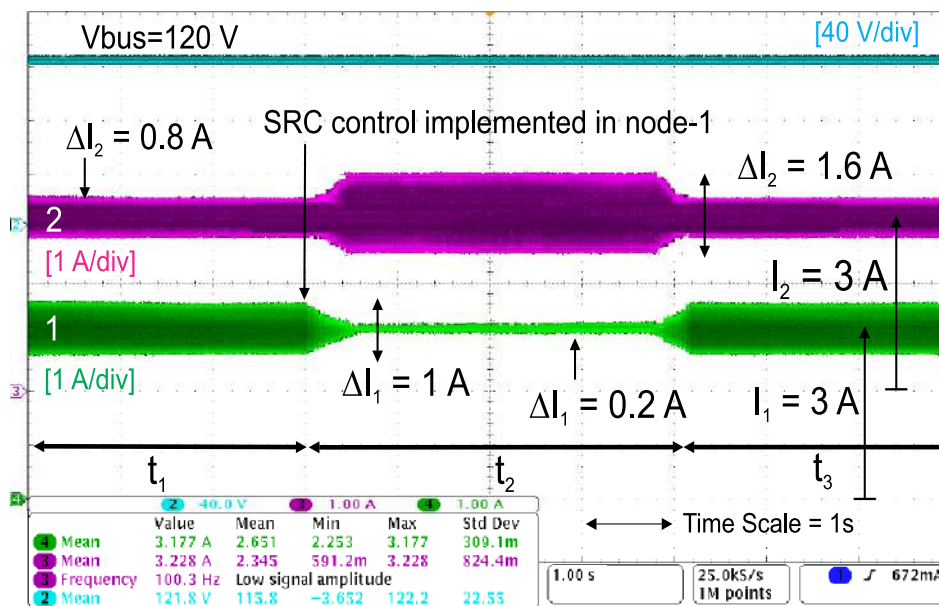 Vbus=120 V
[40 V/div]
SRC control implemented in node-1
ΔI₂ = 0.8 A
ΔI₂ = 1.6 A
2
2
[1 A/div]
I₂ = 3 A
1
[1 A/div]
ΔI₁ = 1 A
ΔI₁ = 0.2 A
I₁ = 3 A
3
t₁
t₂
t₃
4
2 40.0 V 3 1.00 A 4 1.00 A
Value Mean Min Max Std Dev
4 Mean 3.177 A 2.651 2.253 3.177 309.1m
3 Mean 3.228 A 2.345 591.2m 3.228 824.4m
3 Frequency 100.3 Hz Low signal amplitude
2 Mean 121.8 V 115.8 −3.652 122.2 22.55
Time Scale = 1s
1.00 s
25.0kS/s
1M points
1 672mA